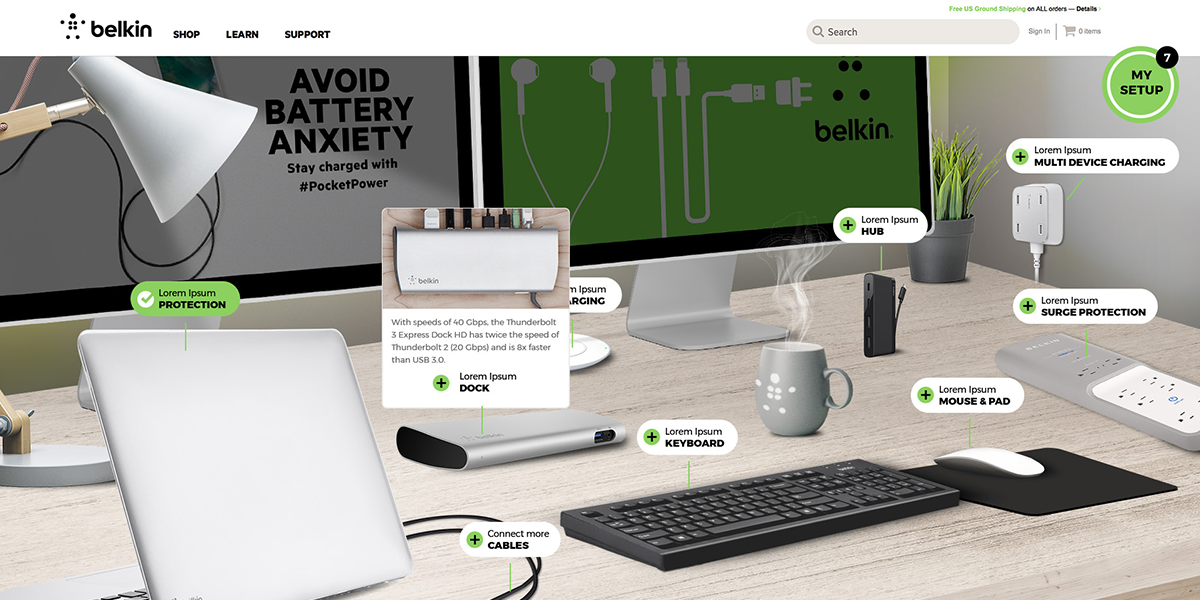 Free US Ground Shipping on ALL orders — Details ›
belkin
SHOP
LEARN
SUPPORT
Search
Sign In
0 items
7
MY
SETUP
AVOID
BATTERY
ANXIETY
Stay charged with
#PocketPower
belkin
Lorem Ipsum
MULTI DEVICE CHARGING
Lorem Ipsum
HUB
Lorem Ipsum
PROTECTION
m Ipsum
ARGING
Lorem Ipsum
SURGE PROTECTION
belkin
With speeds of 40 Gbps, the Thunderbolt
3 Express Dock HD has twice the speed of
Thunderbolt 2 (20 Gbps) and is 8x faster
than USB 3.0.
Lorem Ipsum
DOCK
BELKIN
Lorem Ipsum
MOUSE & PAD
belkin
Lorem Ipsum
KEYBOARD
belkin
Connect more
CABLES